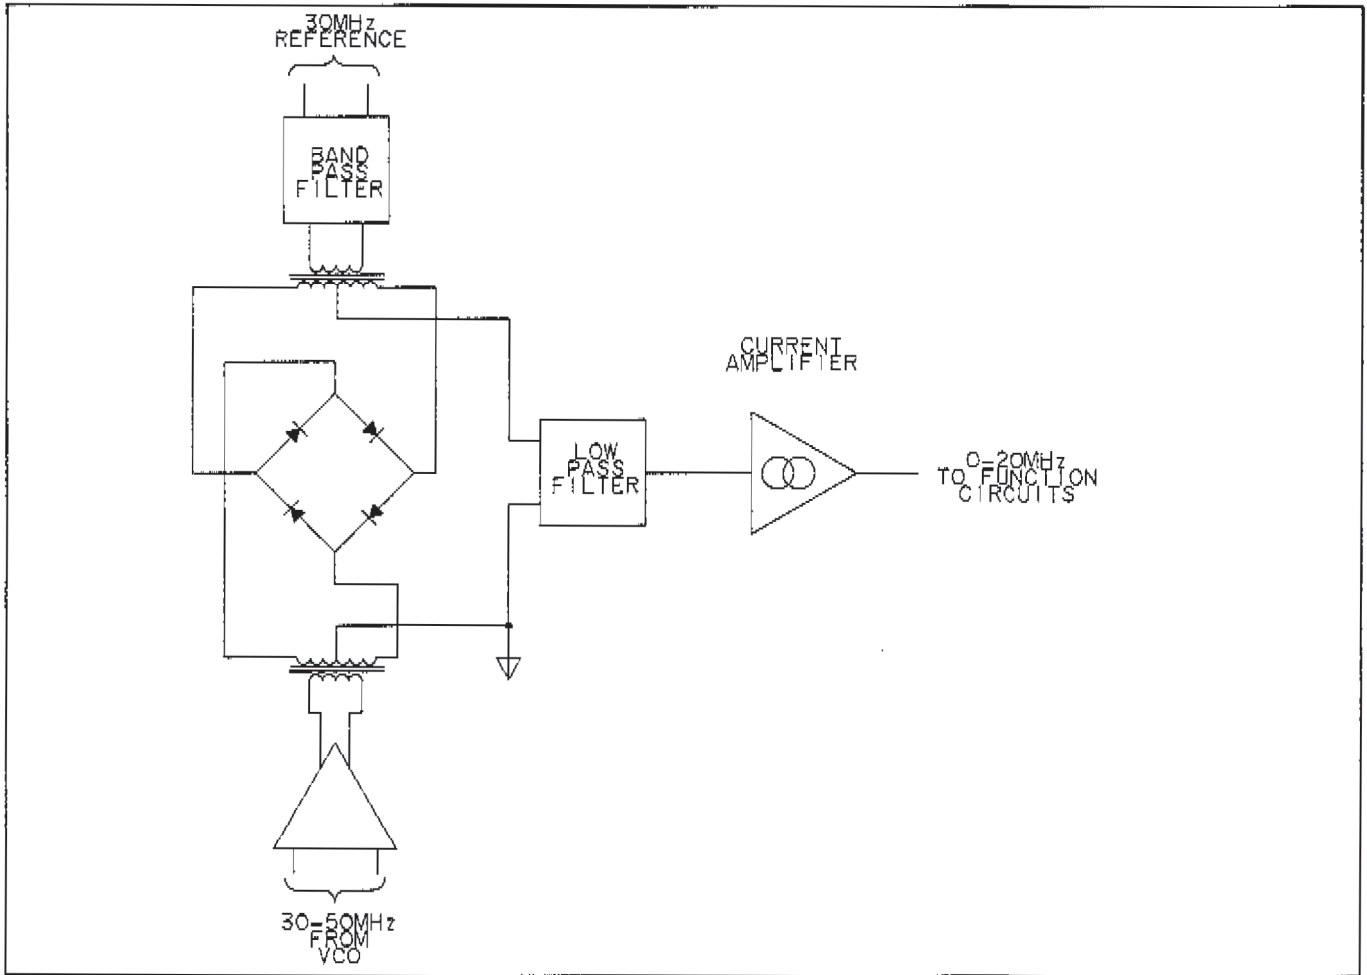 30MHz
REFERENCE
BAND
PASS
FILTER
CURRENT
AMPLIFIER
LOW
PASS
FILTER
0-20MHz
TO FUNCTION
CIRCUITS
30-50MHz
FROM
VCO